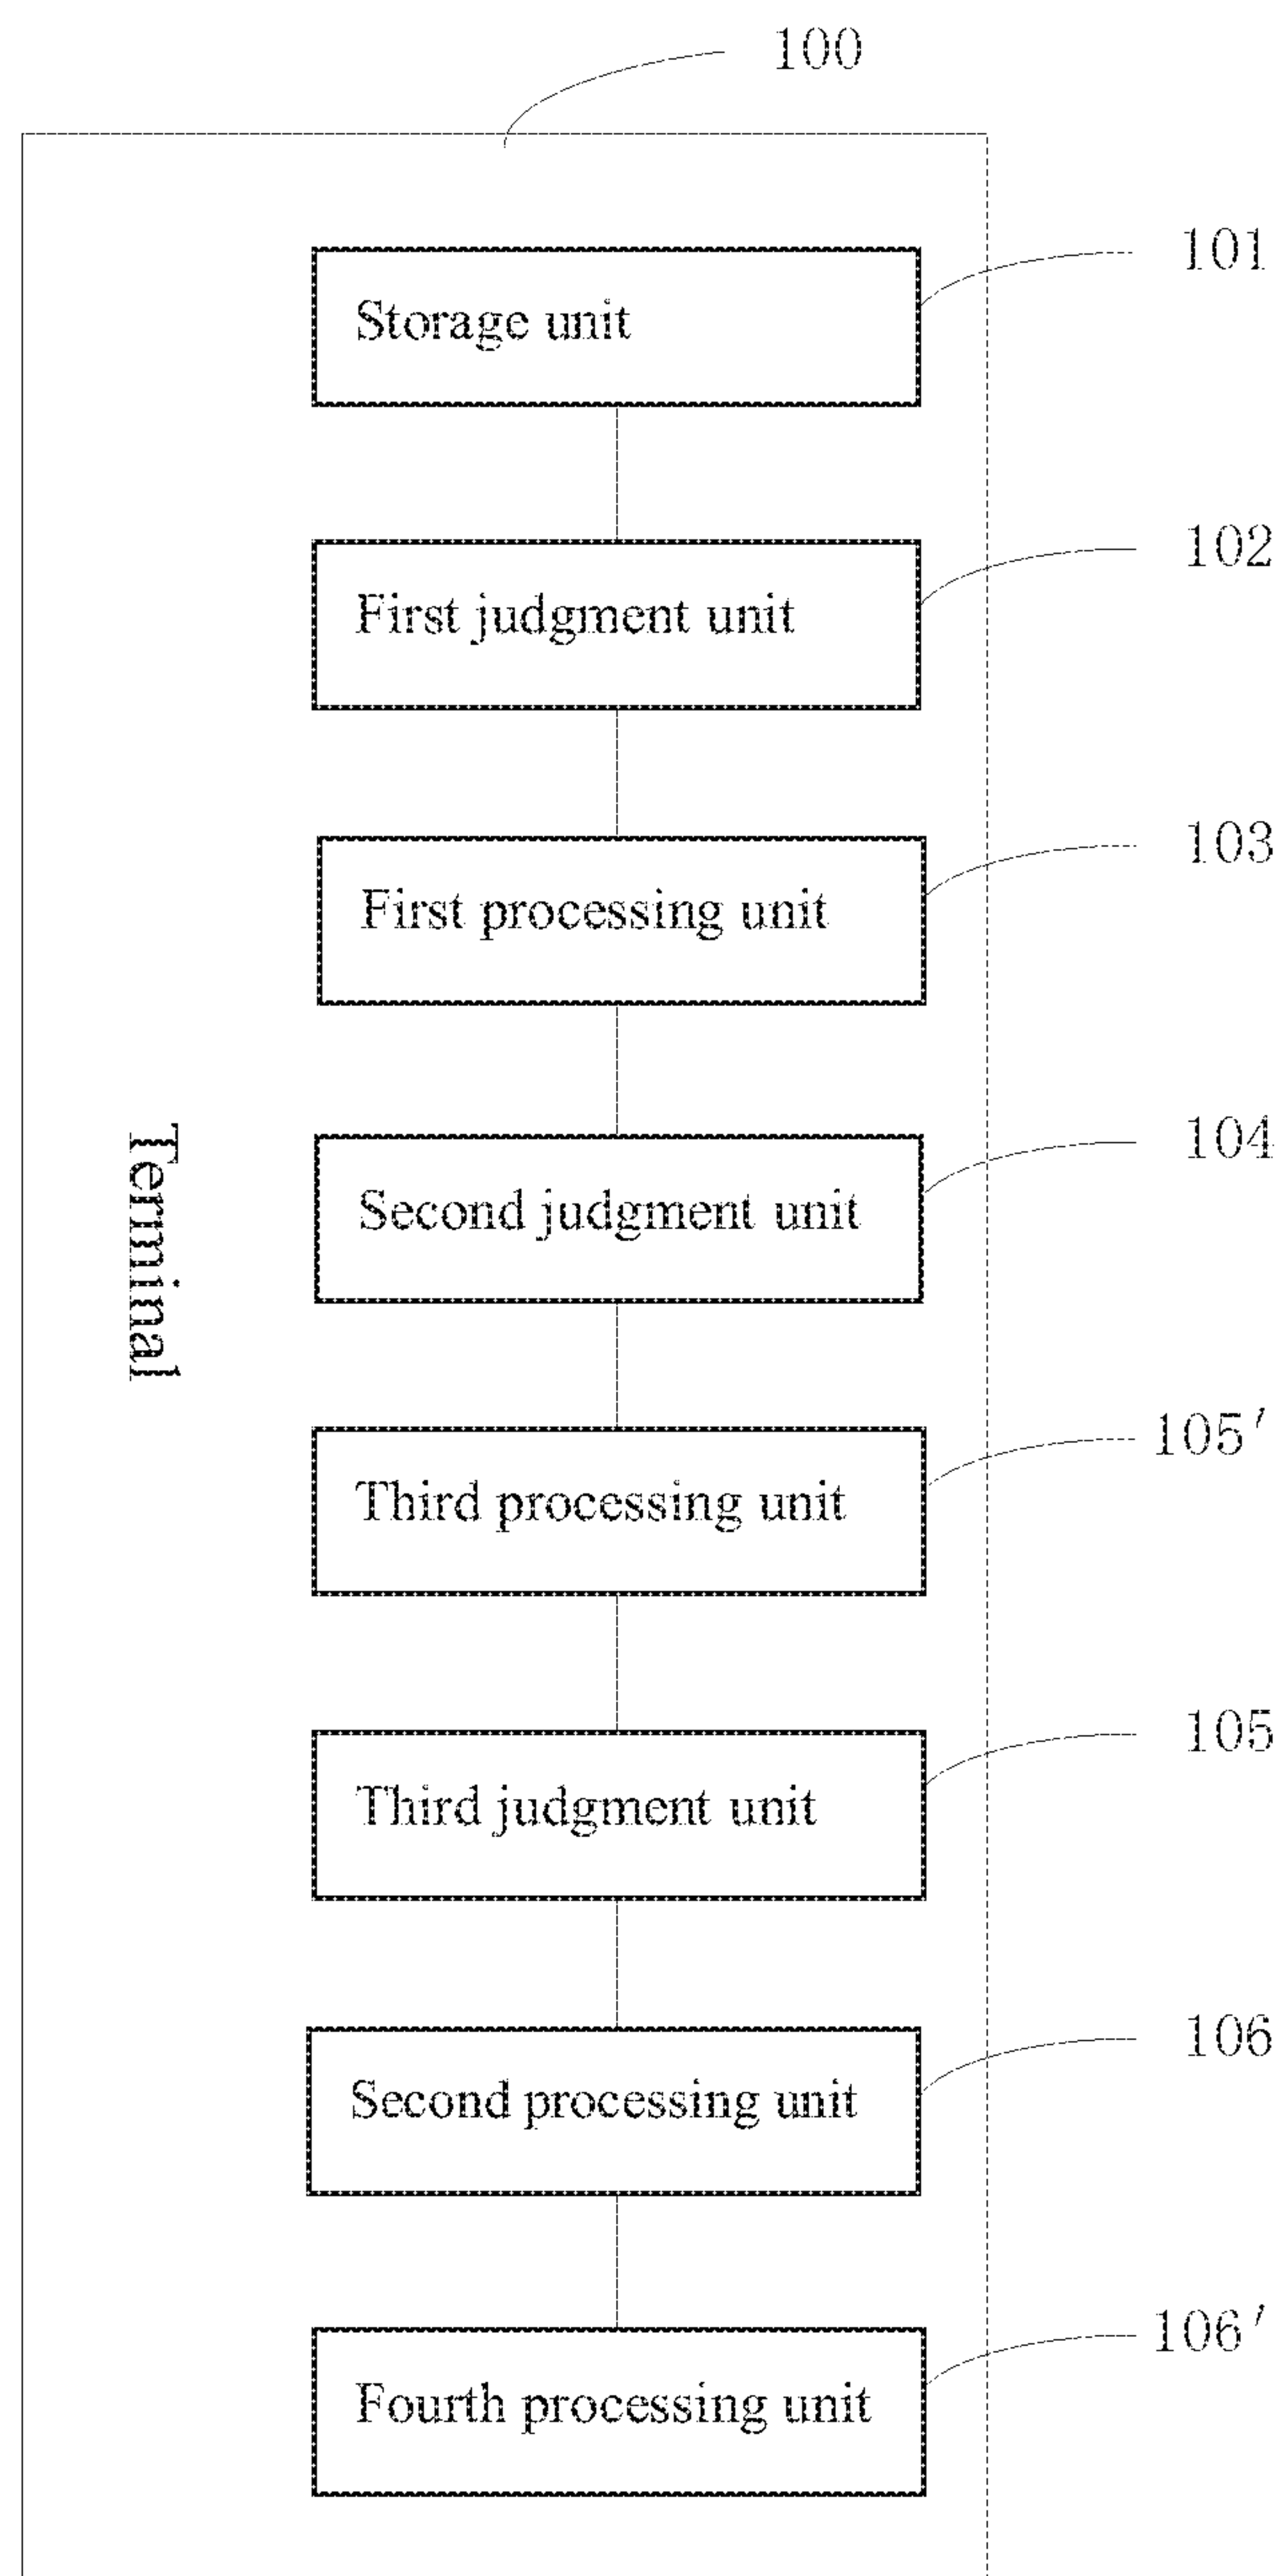 100
101
Storage unit
102
First judgment unit
103
First processing unit
104
Second judgment unit
Terminal
105'
Third processing unit
105
Third judgment unit
106
Second processing unit
106'
Fourth processing unit